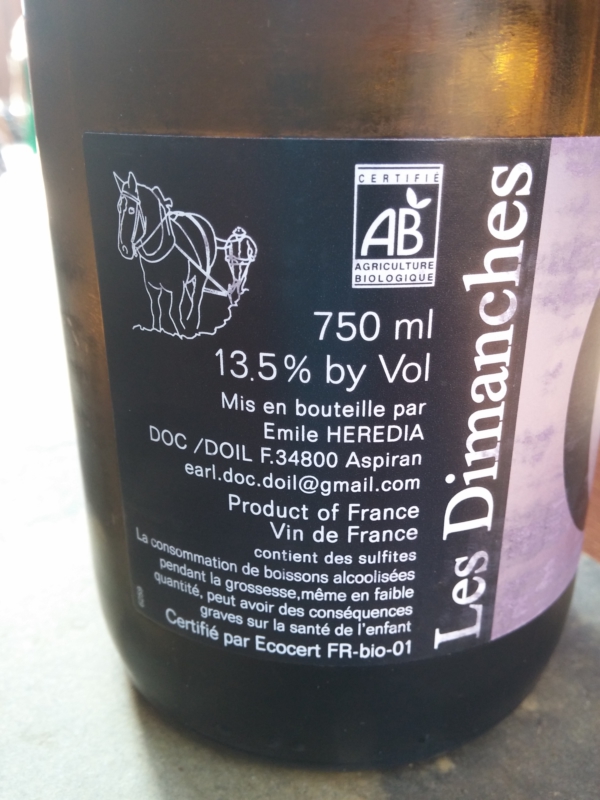 CERTIFIÉ
AB
AGRICULTURE
BIOLOGIQUE
750 ml
13.5% by Vol
Mis en bouteille par
Emile HEREDIA
DOC /DOIL F.34800 Aspiran
earl.doc.doil@gmail.com
Product of France
Vin de France
contient des sulfites
La consommation de boissons alcoolisées
pendant la grossesse,même en faible
quantité, peut avoir des conséquences
graves sur la santé de l'enfant
Certifié par Ecocert FR-bio-01
Les Dimanches